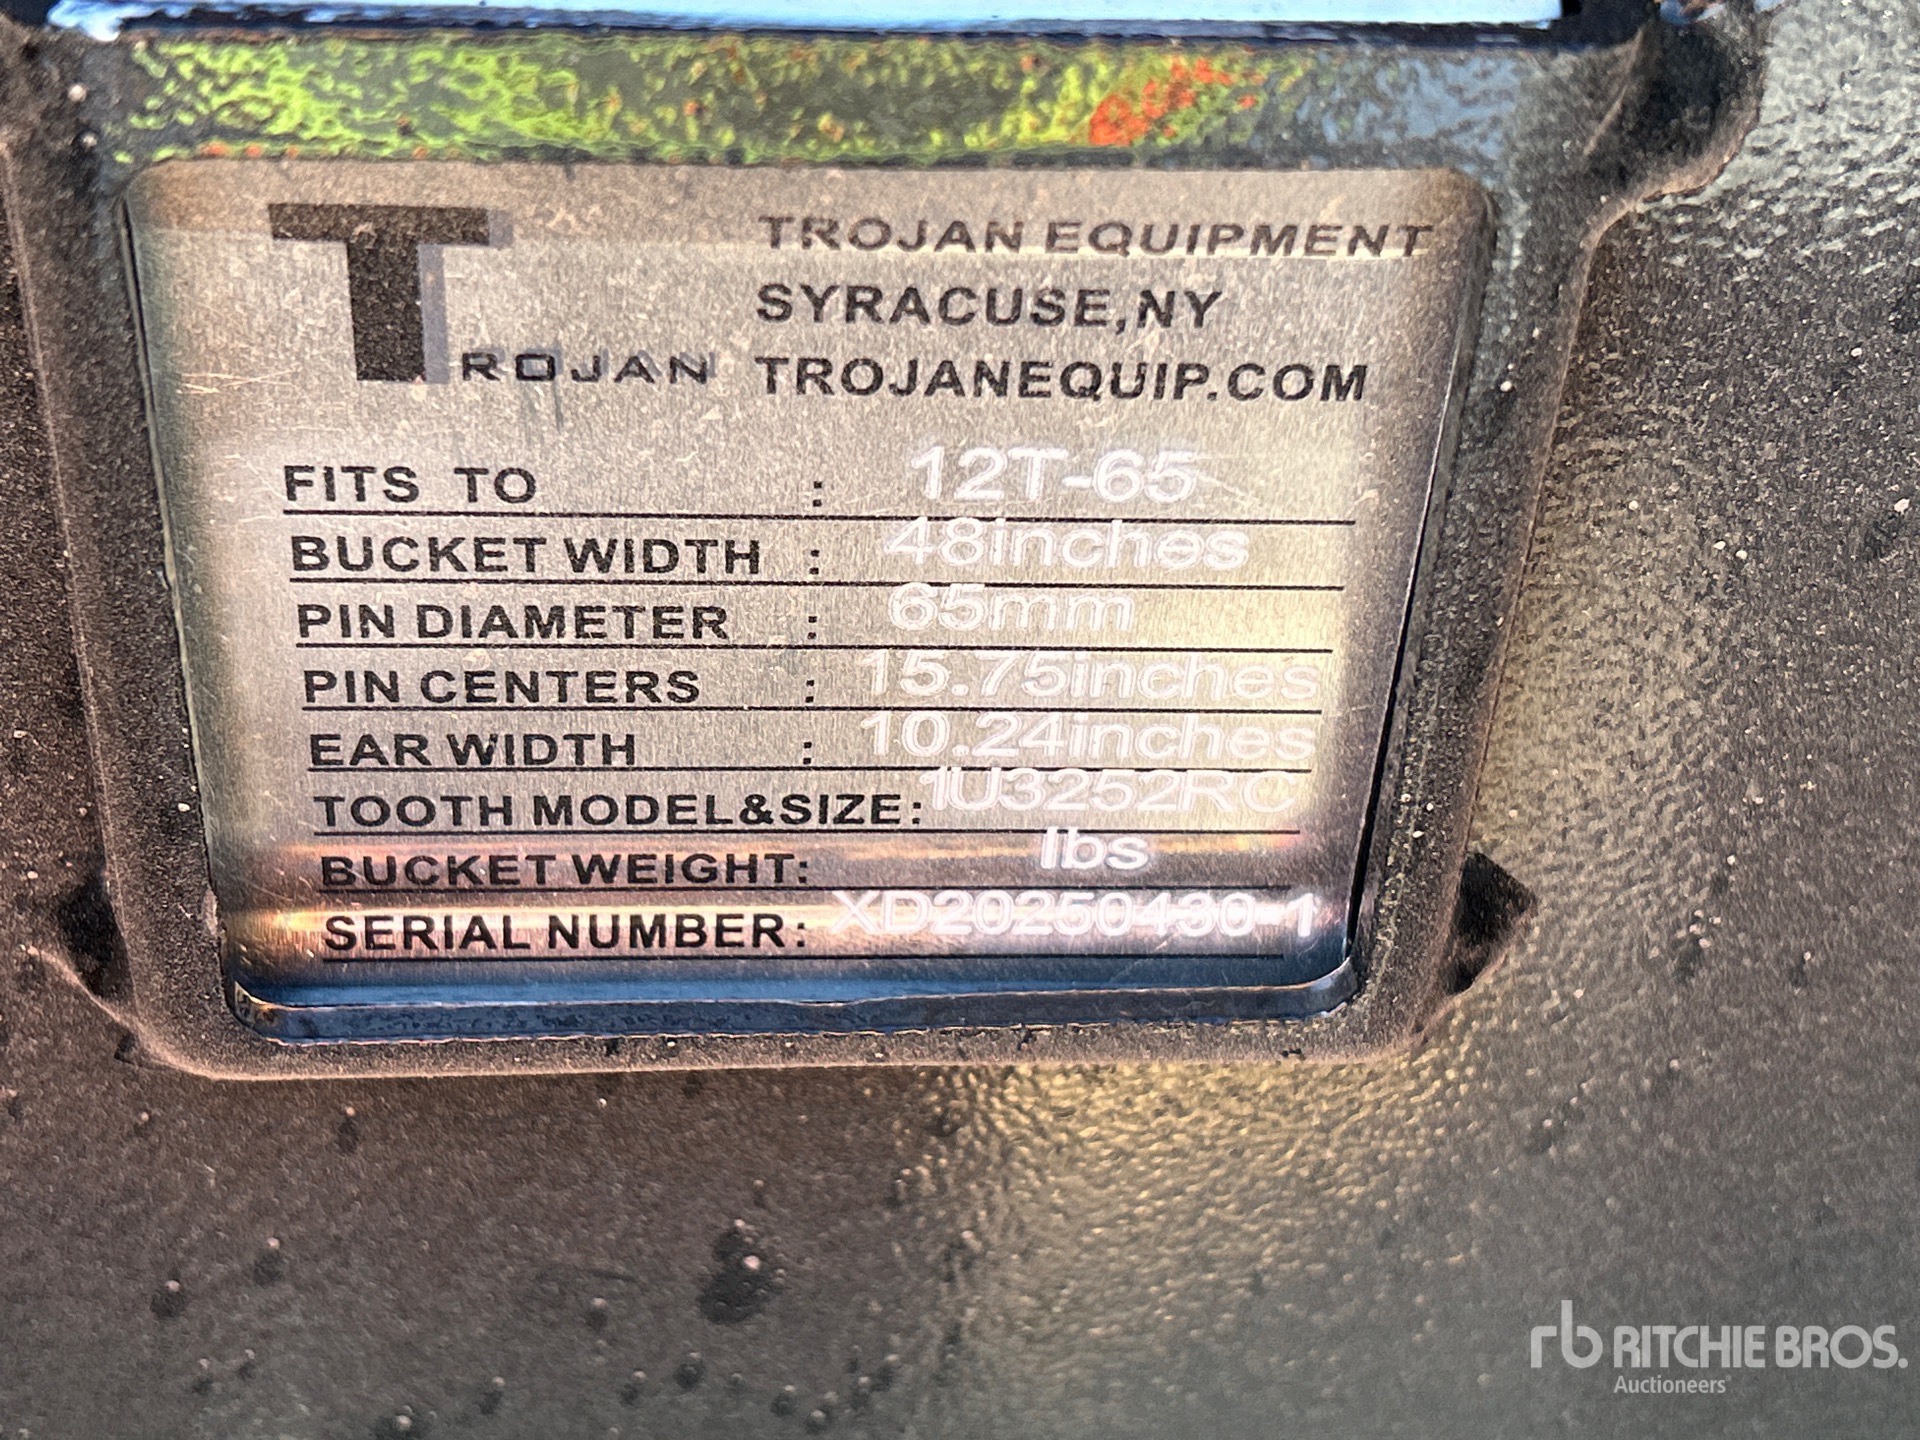 TROJAN
TROJAN EQUIPMENT
SYRACUSE,NY
TROJANEQUIP.COM
FITS TO : 12T-65
BUCKET WIDTH : 48inches
PIN DIAMETER : 65mm
PIN CENTERS : 15.75inches
EAR WIDTH : 10.24inches
TOOTH MODEL&SIZE: 1U3252RC
BUCKET WEIGHT: lbs
SERIAL NUMBER: XD20250430-1
rb RITCHIE BROS.
Auctioneers